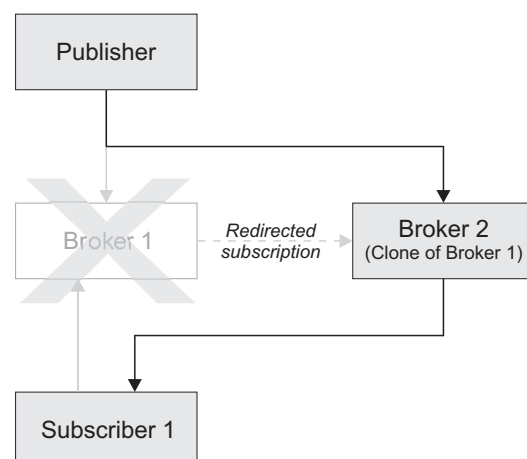 Publisher
Broker 1
Redirected
subscription
Broker 2
(Clone of Broker 1)
Subscriber 1